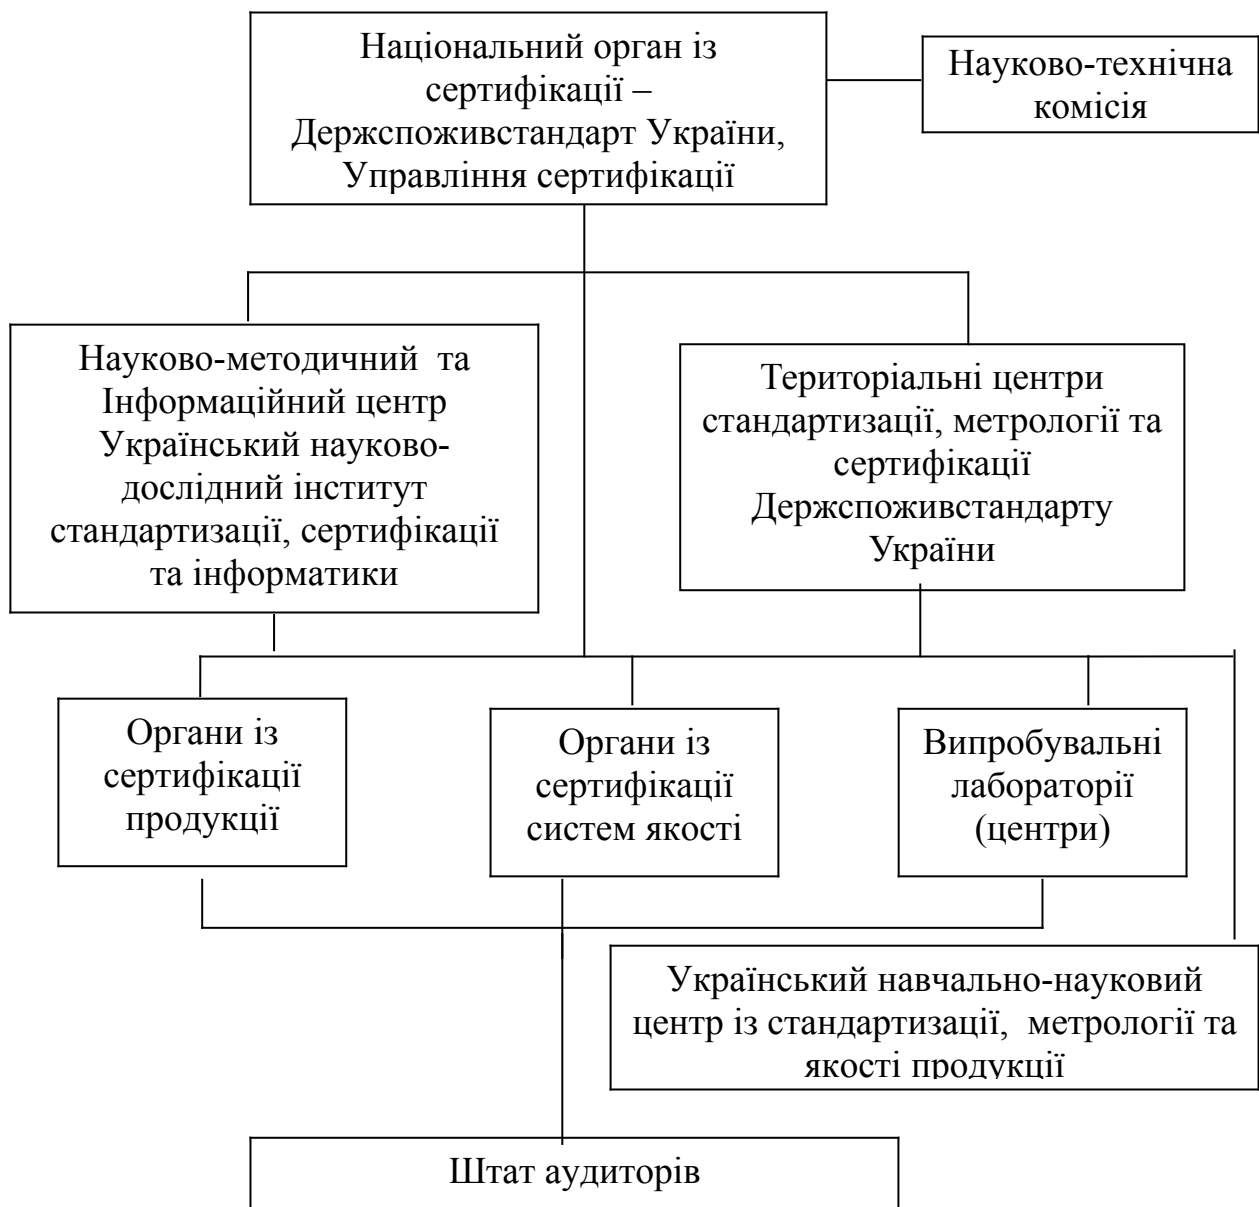 Національний орган із
сертифікації –
Держспоживстандарт України,
Управління сертифікації
Науково-технічна
комісія
Науково-методичний та
Інформаційний центр
Український науково-
дослідний інститут
стандартизації, сертифікації
та інформатики
Територіальні центри
стандартизації, метрології та
сертифікації
Держспоживстандарту
України
Органи із
сертифікації
продукції
Органи із
сертифікації
систем якості
Випробувальні
лабораторії
(центри)
Український навчально-науковий
центр із стандартизації, метрології та
якості продукції
Штат аудиторів